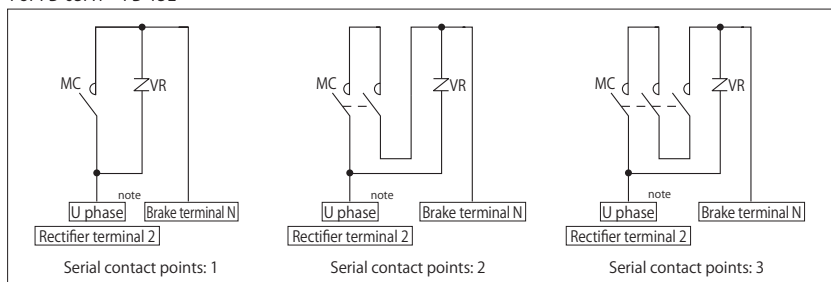 MC
VR
note
U phase
Brake terminal N
Rectifier terminal 2
Serial contact points: 1
MC
VR
note
U phase
Brake terminal N
Rectifier terminal 2
Serial contact points: 2
MC
VR
note
U phase
Brake terminal N
Rectifier terminal 2
Serial contact points: 3